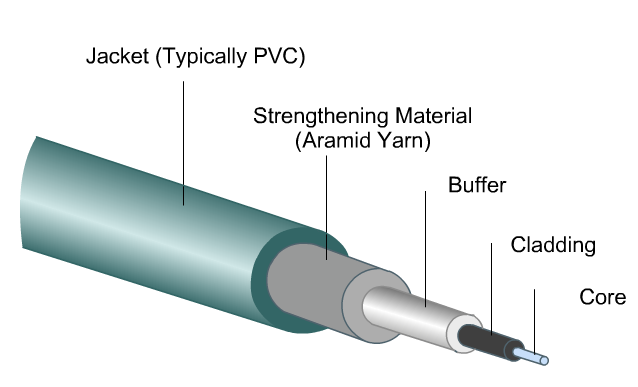 Jacket (Typically PVC)
Strengthening Material
(Aramid Yarn)
Buffer
Cladding
Core